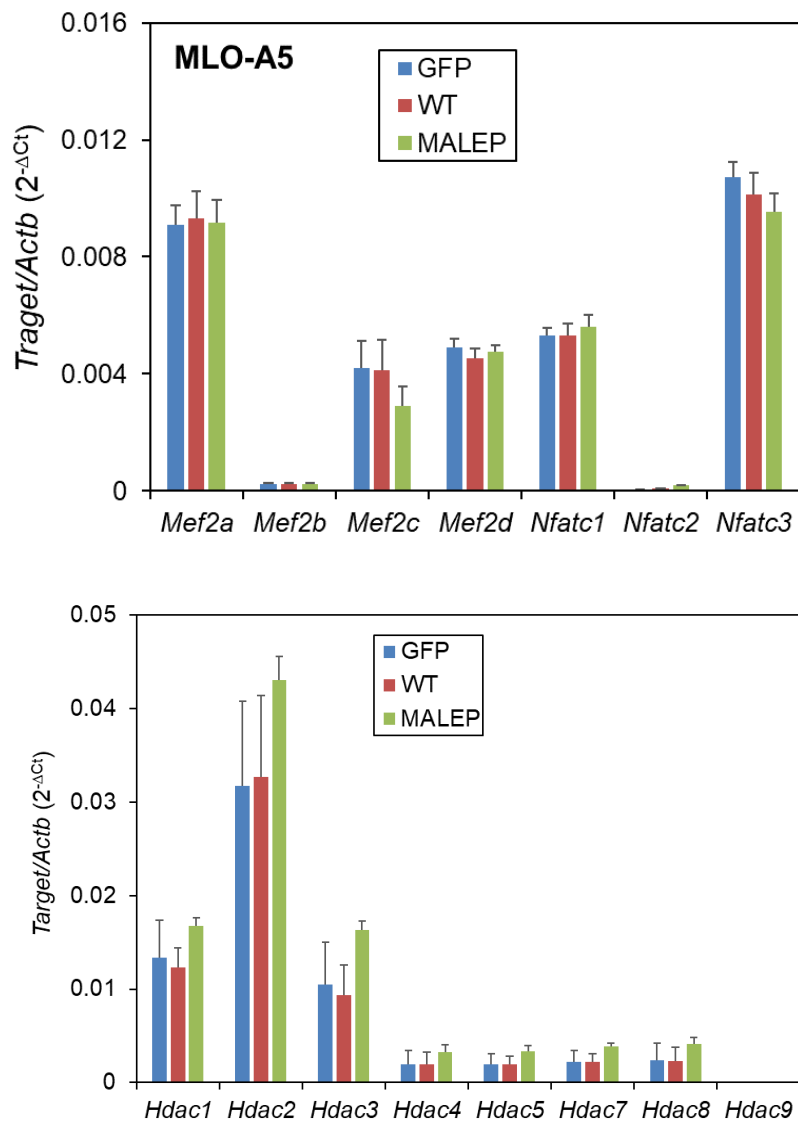 0.016
MLO-A5
GFP
WT
MALEP
0.012
0.008
0.004
0
Traget/Actb (2-ΔCt)
Mef2a Mef2b Mef2c Mef2d Nfatc1 Nfatc2 Nfatc3
0.05
GFP
WT
MALEP
0.04
0.03
0.02
0.01
0
Target/Actb (2-ΔCt)
Hdac1 Hdac2 Hdac3 Hdac4 Hdac5 Hdac7 Hdac8 Hdac9